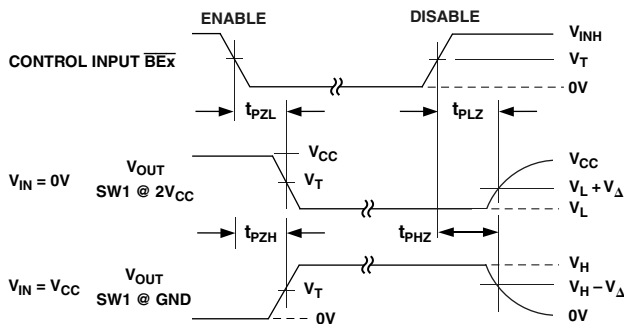 ENABLE DISABLE
CONTROL INPUT BEx
VINH
VT
0V
tPZL tPLZ
VIN = 0V
VOUT
SW1 @ 2VCC
VCC
VT
VCC
VL + VΔ
VL
tPZH tPHZ
VIN = VCC
VOUT
SW1 @ GND
VT
0V
VH
VH – VΔ
0V